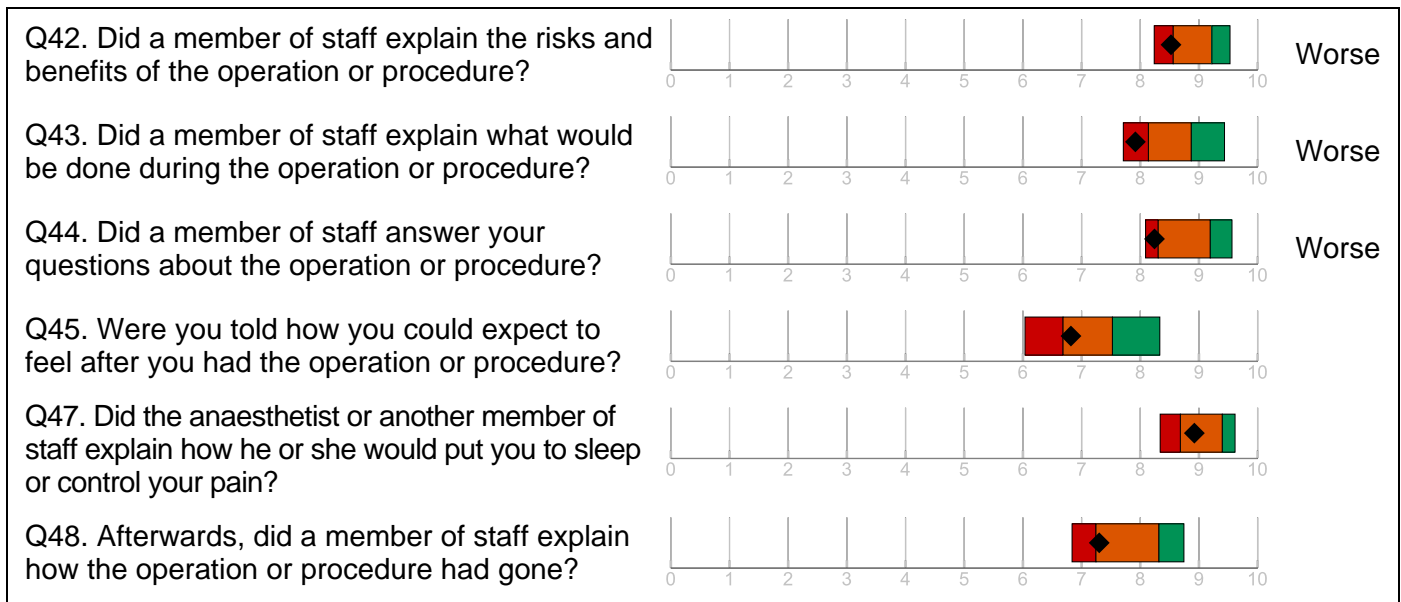 Q42. Did a member of staff explain the risks and
benefits of the operation or procedure?
0 1 2 3 4 5 6 7 8 9 10
Worse
Q43. Did a member of staff explain what would
be done during the operation or procedure?
0 1 2 3 4 5 6 7 8 9 10
Worse
Q44. Did a member of staff answer your
questions about the operation or procedure?
0 1 2 3 4 5 6 7 8 9 10
Worse
Q45. Were you told how you could expect to
feel after you had the operation or procedure?
0 1 2 3 4 5 6 7 8 9 10
Q47. Did the anaesthetist or another member of
staff explain how he or she would put you to sleep
or control your pain?
0 1 2 3 4 5 6 7 8 9 10
Q48. Afterwards, did a member of staff explain
how the operation or procedure had gone?
0 1 2 3 4 5 6 7 8 9 10